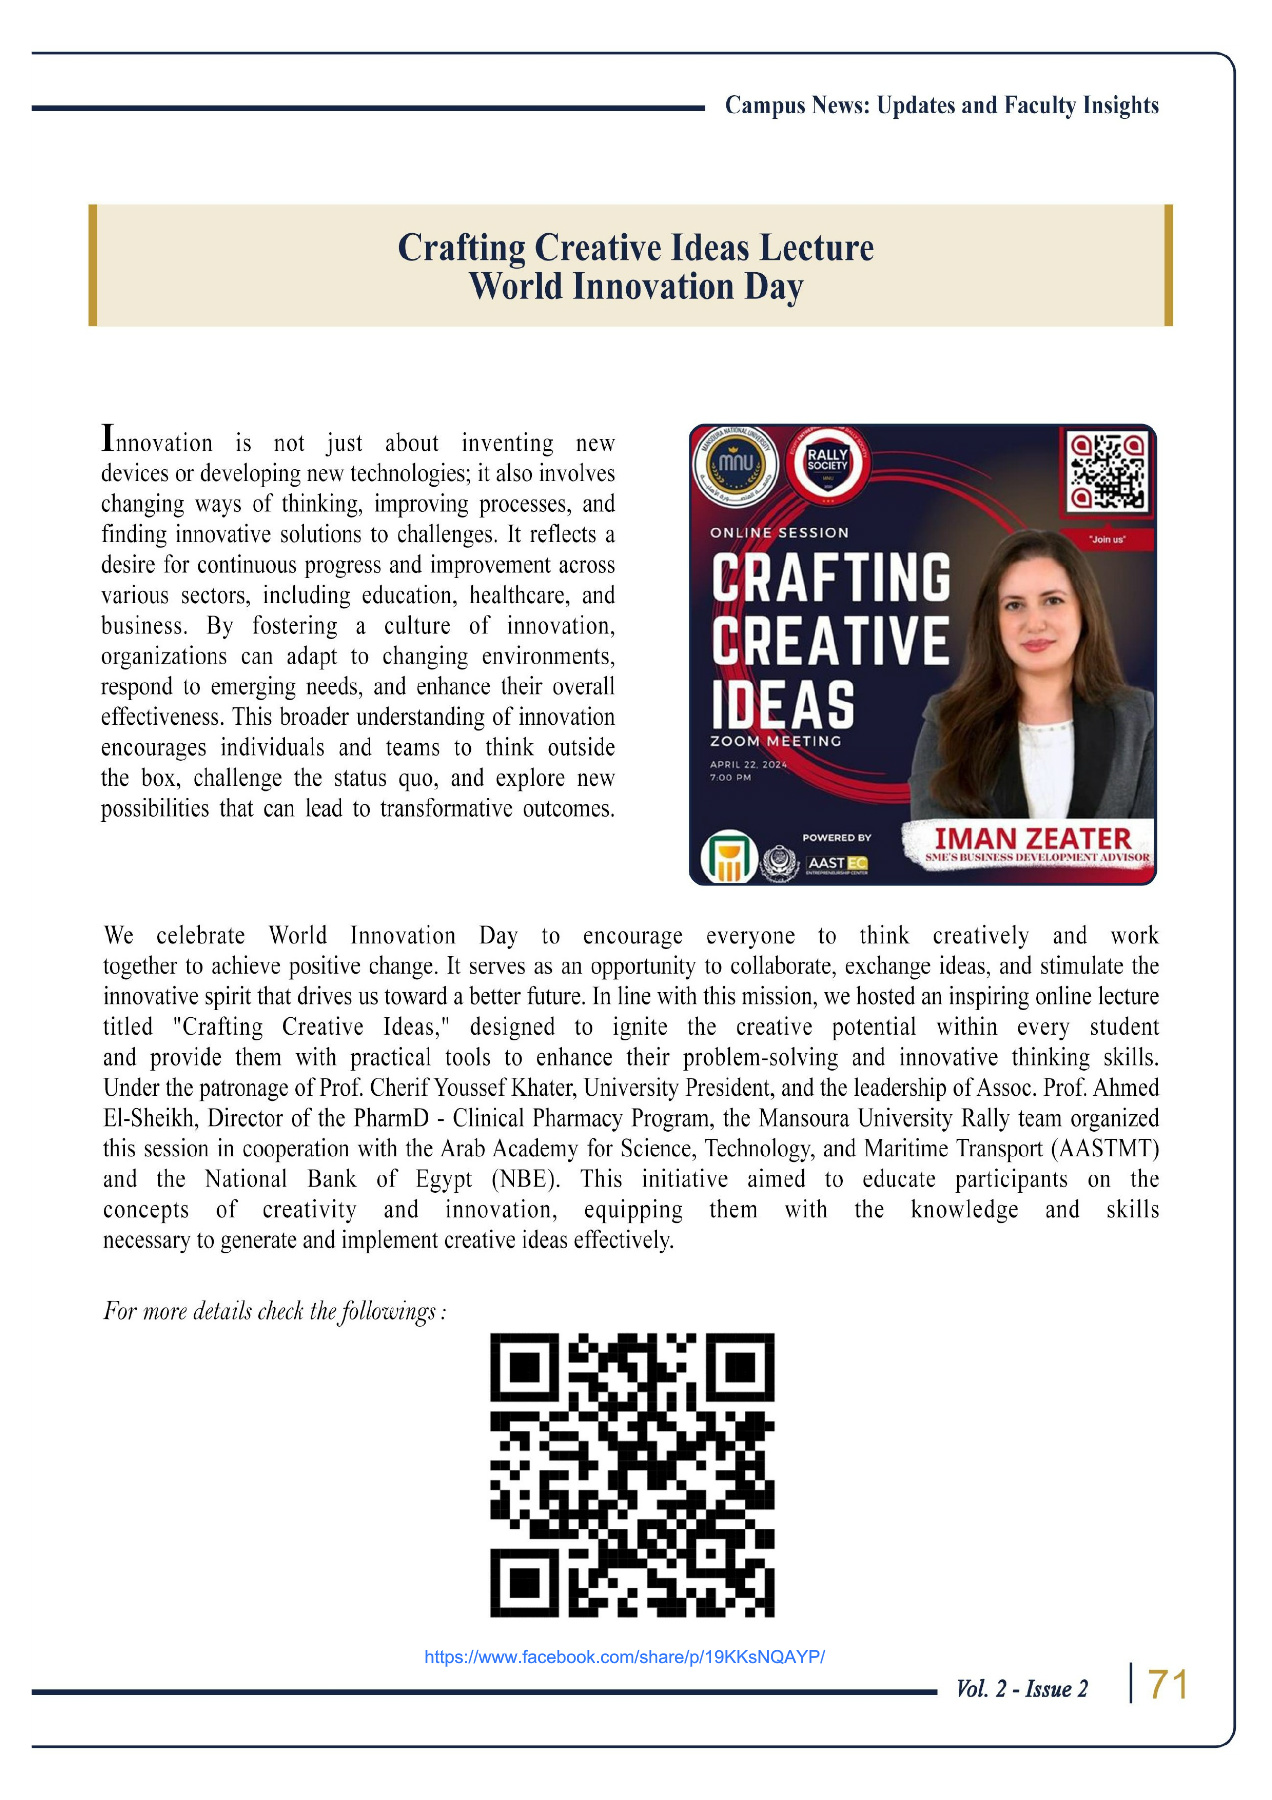 Campus News: Updates and Faculty Insights
Crafting Creative Ideas Lecture
World Innovation Day
Innovation is not just about inventing new
devices or developing new technologies; it also involves
changing ways of thinking, improving processes, and
finding innovative solutions to challenges. It reflects a
desire for continuous progress and improvement across
various sectors, including education, healthcare, and
business. By fostering a culture of innovation,
organizations can adapt to changing environments,
respond to emerging needs, and enhance their overall
effectiveness. This broader understanding of innovation
encourages individuals and teams to think outside
the box, challenge the status quo, and explore new
possibilities that can lead to transformative outcomes.
MANSOURA NATIONAL UNIVERSITY
MNU
RALLY
SOCIETY
MNU
"Join us"
ONLINE SESSION
CRAFTING
CREATIVE
IDEAS
ZOOM MEETING
APRIL 22, 2024
7:00 PM
POWERED BY
AAST EC
ENTREPRENEURSHIP CENTER
IMAN ZEATER
SME'S BUSINESS DEVELOPMENT ADVISOR
We celebrate World Innovation Day to encourage everyone to think creatively and work
together to achieve positive change. It serves as an opportunity to collaborate, exchange ideas, and stimulate the
innovative spirit that drives us toward a better future. In line with this mission, we hosted an inspiring online lecture
titled "Crafting Creative Ideas," designed to ignite the creative potential within every student
and provide them with practical tools to enhance their problem-solving and innovative thinking skills.
Under the patronage of Prof. Cherif Youssef Khater, University President, and the leadership of Assoc. Prof. Ahmed
El-Sheikh, Director of the PharmD - Clinical Pharmacy Program, the Mansoura University Rally team organized
this session in cooperation with the Arab Academy for Science, Technology, and Maritime Transport (AASTMT)
and the National Bank of Egypt (NBE). This initiative aimed to educate participants on the
concepts of creativity and innovation, equipping them with the knowledge and skills
necessary to generate and implement creative ideas effectively.
For more details check the followings :
https://www.facebook.com/share/p/19KKsNQAYP/
Vol. 2 - Issue 2
71